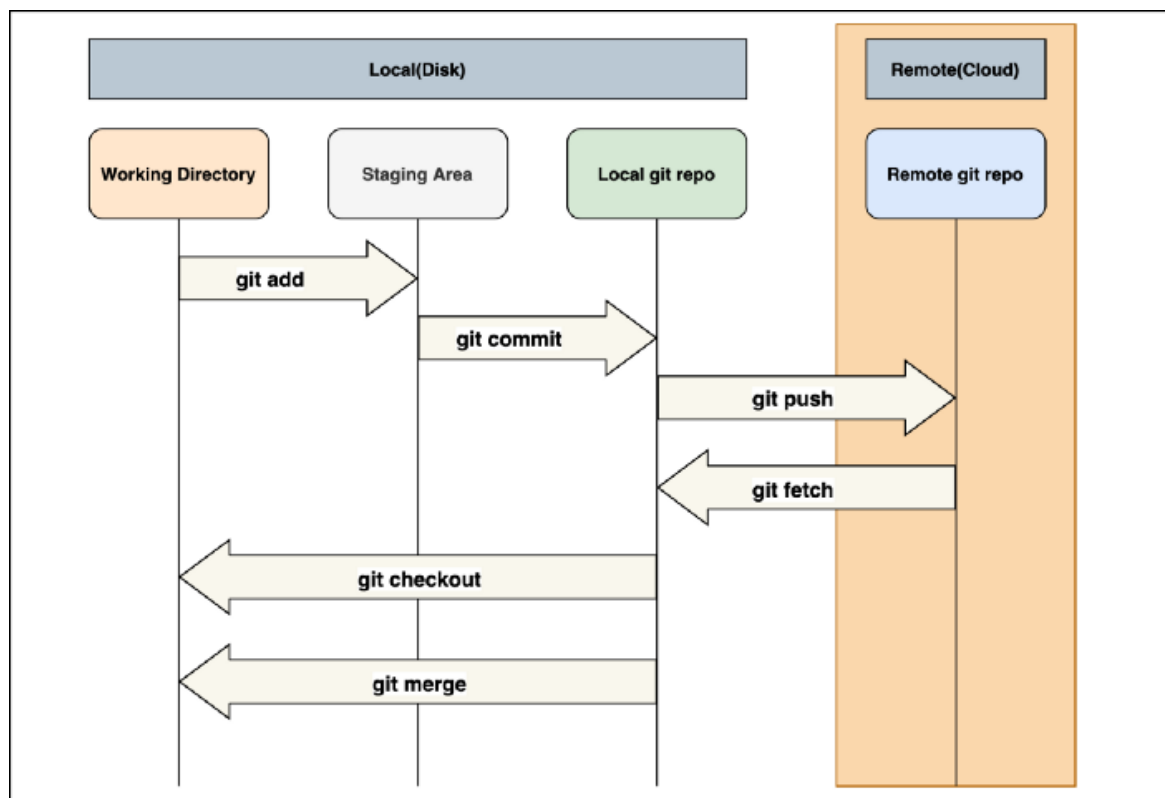 Local(Disk)
Remote(Cloud)
Working Directory
Staging Area
Local git repo
Remote git repo
git add
git commit
git push
git fetch
git checkout
git merge